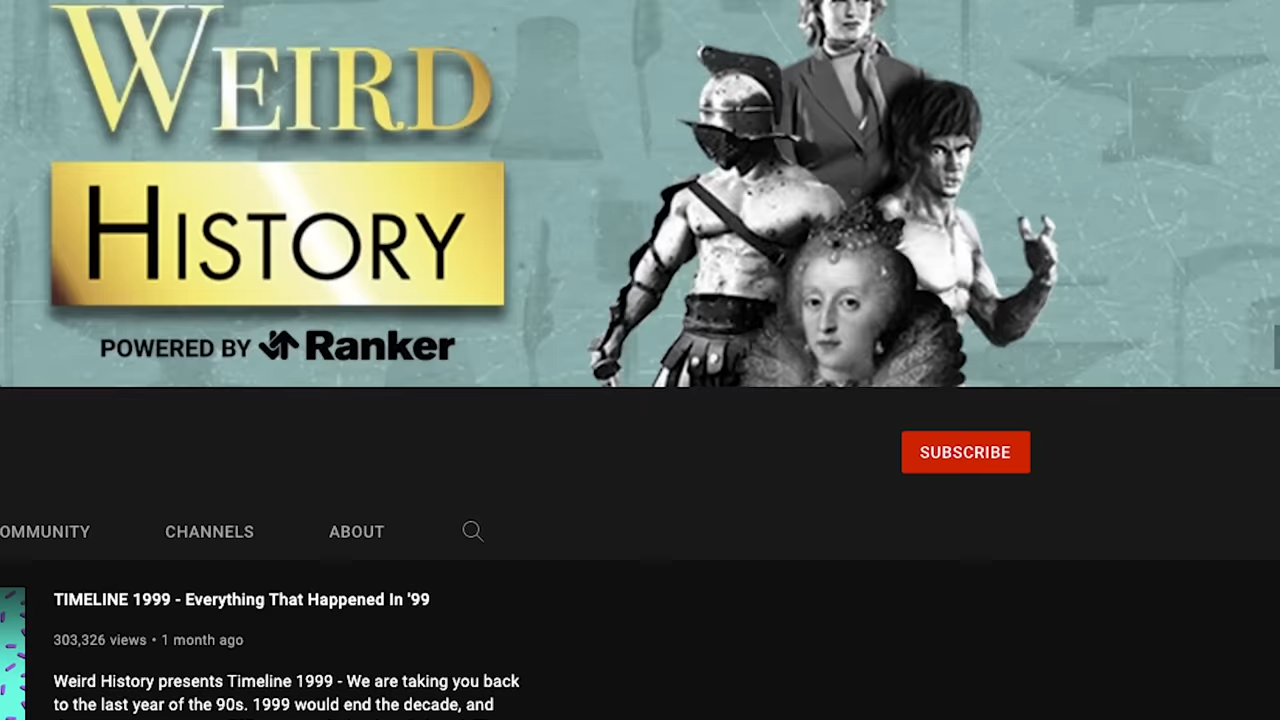 WEIRD
HISTORY
POWERED BY Ranker
SUBSCRIBE
OMMUNITY CHANNELS ABOUT
TIMELINE 1999 - Everything That Happened In '99
303,326 views • 1 month ago
Weird History presents Timeline 1999 - We are taking you back
to the last year of the 90s. 1999 would end the decade, and